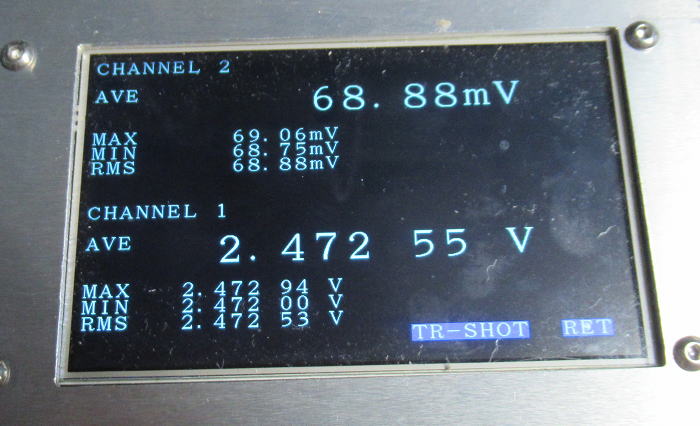 CHANNEL 2
AVE 68.88mV
MAX 69.06mV
MIN 68.75mV
RMS 68.88mV
CHANNEL 1
AVE 2.472 55 V
MAX 2.472 94 V
MIN 2.472 00 V
RMS 2.472 53 V
TR-SHOT RET